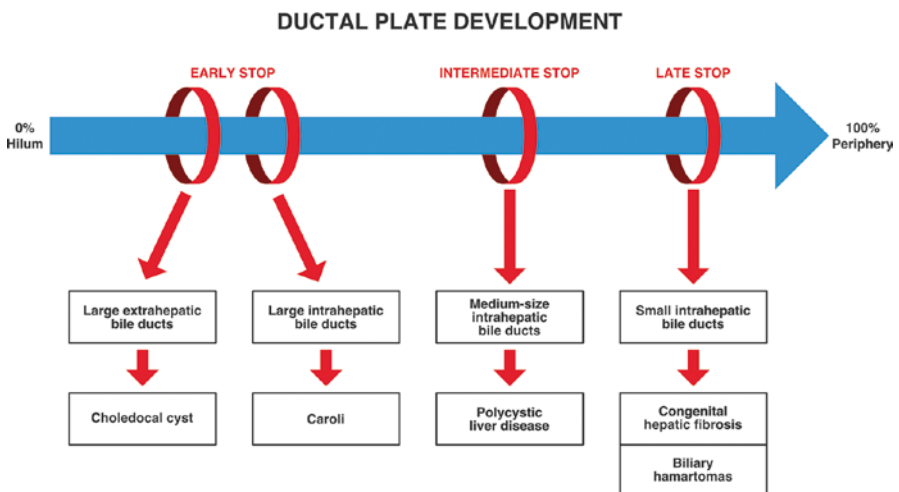 DUCTAL PLATE DEVELOPMENT
EARLY STOP
INTERMEDIATE STOP
LATE STOP
0%
Hilum
100%
Periphery
Large extrahepatic
bile ducts
Large intrahepatic
bile ducts
Medium-size
intrahepatic
bile ducts
Small intrahepatic
bile ducts
Choledocal cyst
Caroli
Polycystic
liver disease
Congenital
hepatic fibrosis
Biliary
hamartomas